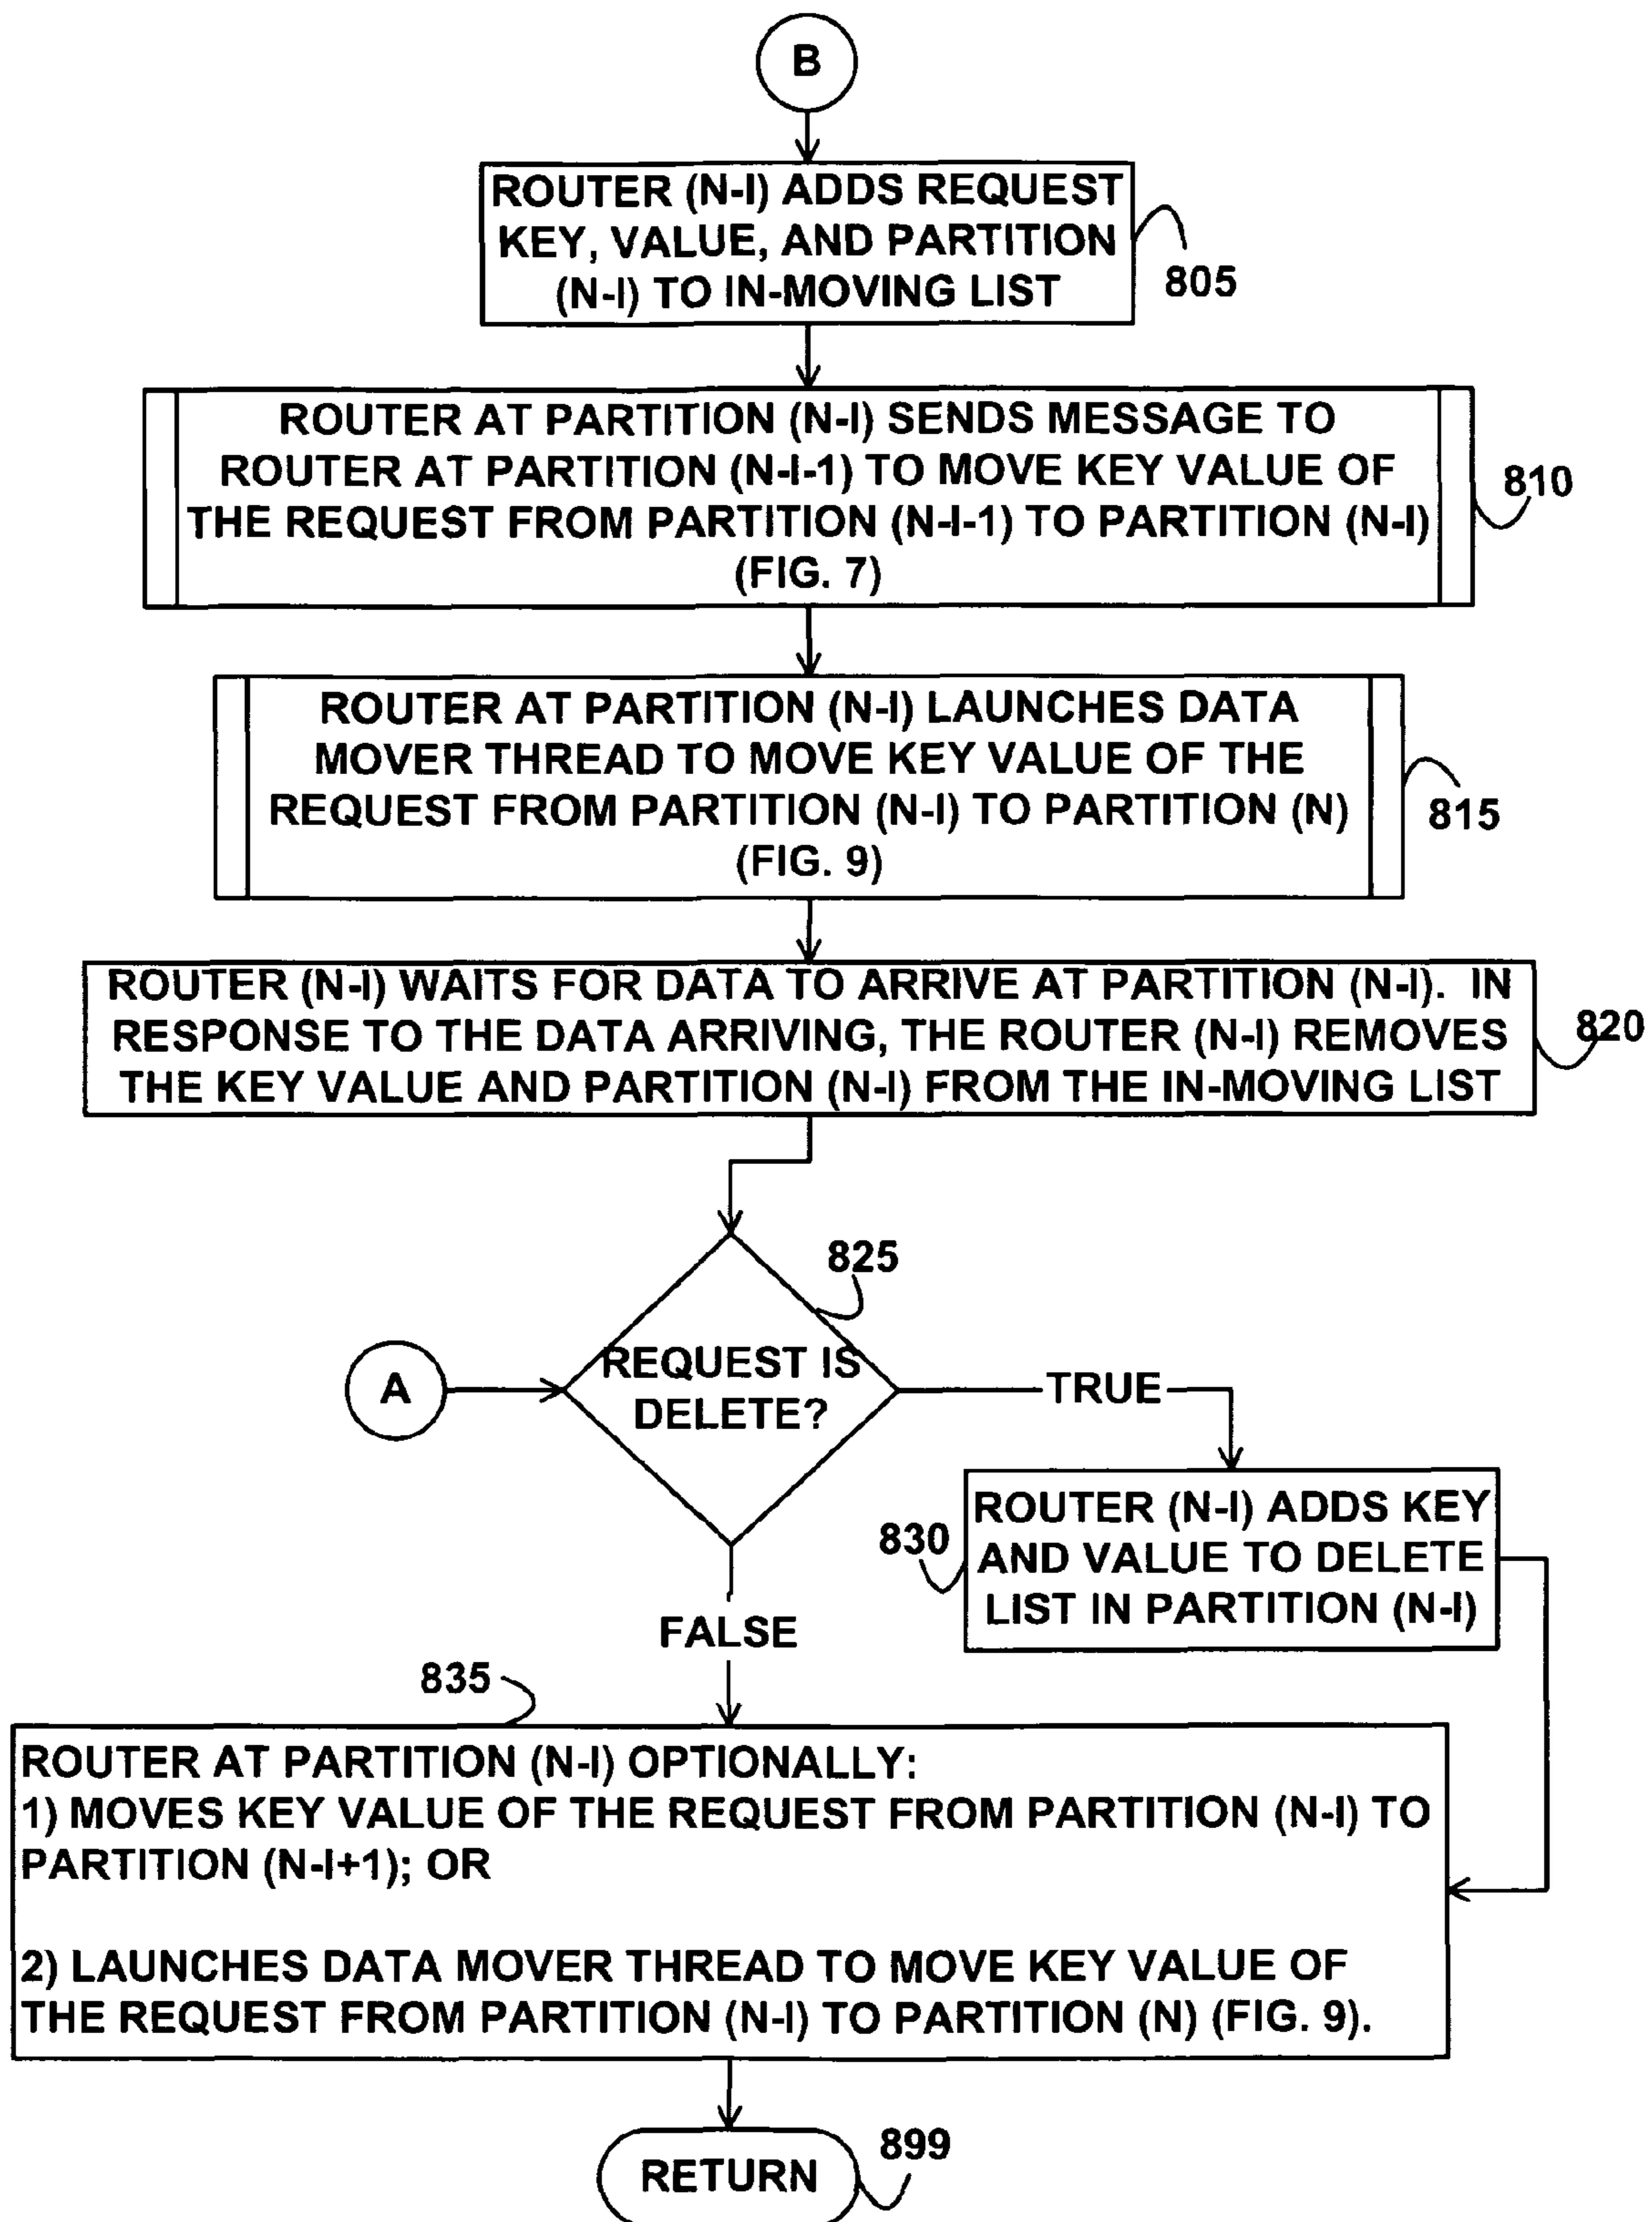 B
ROUTER (N-I) ADDS REQUEST
KEY, VALUE, AND PARTITION
(N-I) TO IN-MOVING LIST
805
ROUTER AT PARTITION (N-I) SENDS MESSAGE TO
ROUTER AT PARTITION (N-I-1) TO MOVE KEY VALUE OF
THE REQUEST FROM PARTITION (N-I-1) TO PARTITION (N-I)
(FIG. 7)
810
ROUTER AT PARTITION (N-I) LAUNCHES DATA
MOVER THREAD TO MOVE KEY VALUE OF THE
REQUEST FROM PARTITION (N-I) TO PARTITION (N)
(FIG. 9)
815
ROUTER (N-I) WAITS FOR DATA TO ARRIVE AT PARTITION (N-I). IN
RESPONSE TO THE DATA ARRIVING, THE ROUTER (N-I) REMOVES
THE KEY VALUE AND PARTITION (N-I) FROM THE IN-MOVING LIST
820
825
A
REQUEST IS
DELETE?
TRUE
830
ROUTER (N-I) ADDS KEY
AND VALUE TO DELETE
LIST IN PARTITION (N-I)
FALSE
835
ROUTER AT PARTITION (N-I) OPTIONALLY:
1) MOVES KEY VALUE OF THE REQUEST FROM PARTITION (N-I) TO
PARTITION (N-I+1); OR
2) LAUNCHES DATA MOVER THREAD TO MOVE KEY VALUE OF
THE REQUEST FROM PARTITION (N-I) TO PARTITION (N) (FIG. 9).
RETURN
899